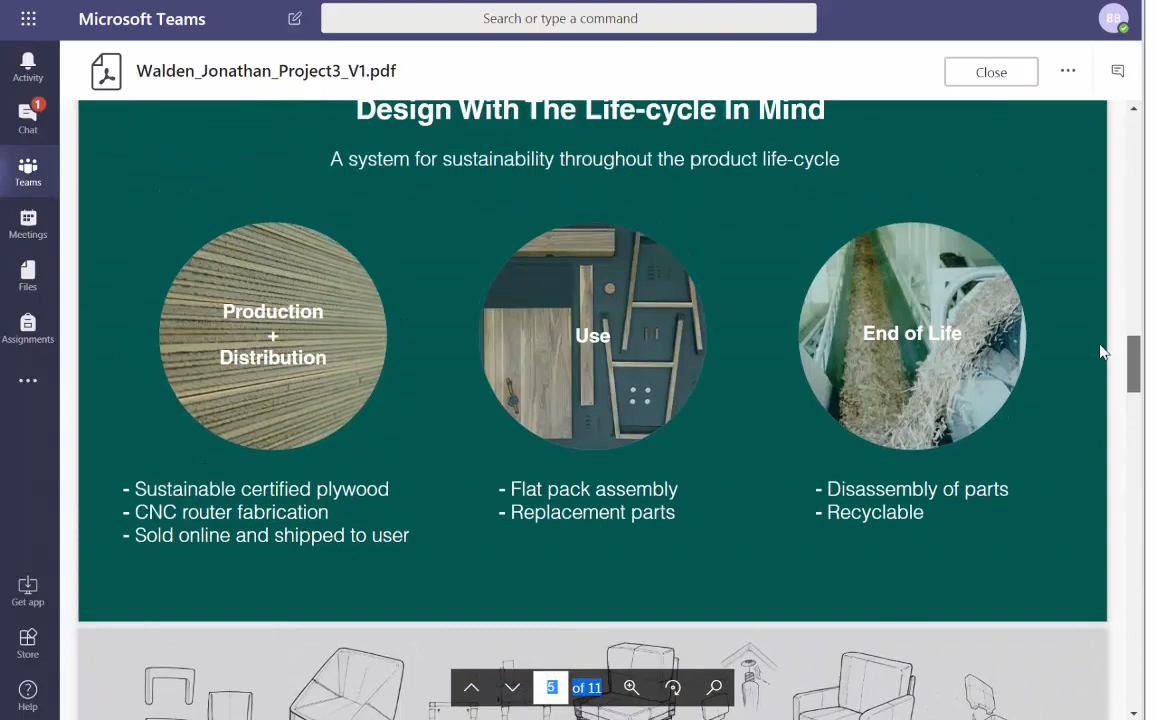 Microsoft Teams
Search or type a command
BB
Activity
Walden_Jonathan_Project3_V1.pdf
Close
1
Chat
Teams
Meetings
Files
Assignments
Get app
Store
Help
Design With The Life-cycle In Mind
A system for sustainability throughout the product life-cycle
Production
+
Distribution
Use
End of Life
- Sustainable certified plywood
- CNC router fabrication
- Sold online and shipped to user
- Flat pack assembly
- Replacement parts
- Disassembly of parts
- Recyclable
5 of 11